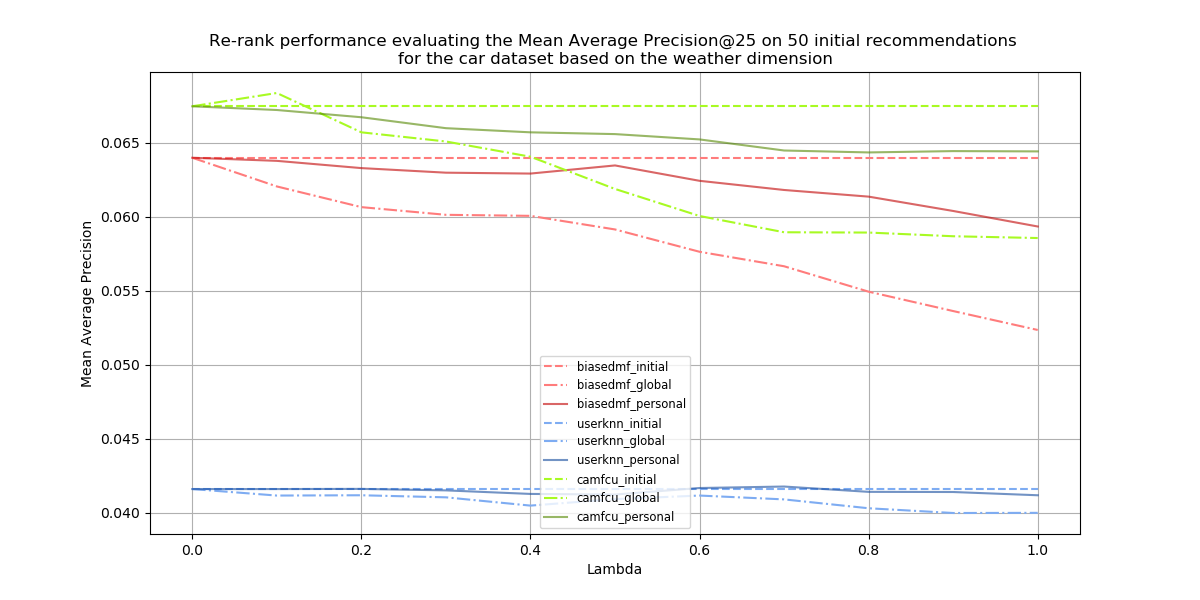 Re-rank performance evaluating the Mean Average Precision@25 on 50 initial recommendations
for the car dataset based on the weather dimension
Mean Average Precision
0.065
0.060
0.055
0.050
0.045
0.040
biasedmf_initial
biasedmf_global
biasedmf_personal
userknn_initial
userknn_global
userknn_personal
camfcu_initial
camfcu_global
camfcu_personal
0.0
0.2
0.4
0.6
0.8
1.0
Lambda